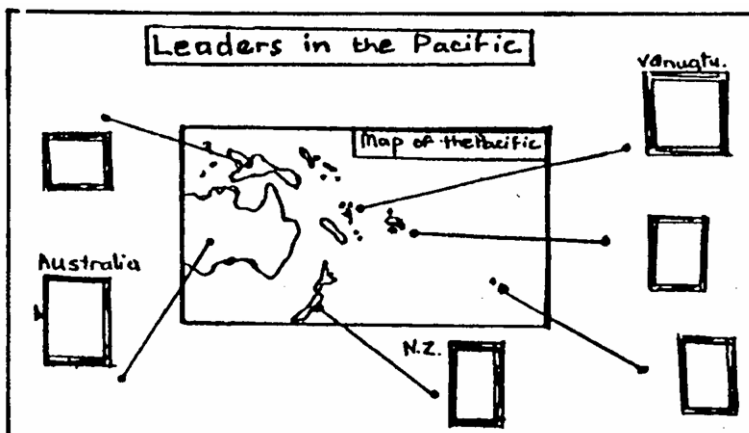 Leaders in the Pacific
Vanuatu.
Map of the Pacific
Australia
N.Z.